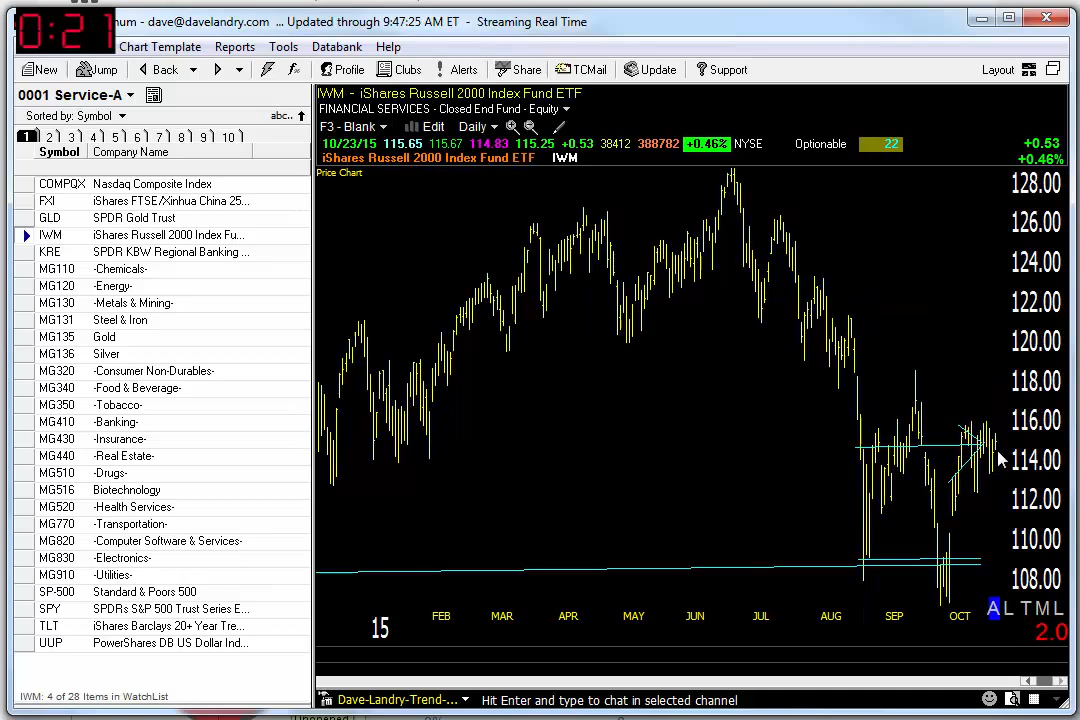 0:21
num - dave@davelandry.com ... Updated through 9:47:25 AM ET - Streaming Real Time
Chart Template Reports Tools Databank Help
New Jump Back Profile Clubs Alerts Share TCMail Update Support Layout
0001 Service-A
Sorted by: Symbol abc..
1 2 3 4 5 6 7 8 9 10
Symbol Company Name
COMPQX Nasdaq Composite Index
FXI iShares FTSE/Xinhua China 25...
GLD SPDR Gold Trust
IWM iShares Russell 2000 Index Fu...
KRE SPDR KBW Regional Banking ...
MG110 -Chemicals-
MG120 -Energy-
MG130 -Metals & Mining-
MG131 Steel & Iron
MG135 Gold
MG136 Silver
MG320 -Consumer Non-Durables-
MG340 -Food & Beverage-
MG350 -Tobacco-
MG410 -Banking-
MG430 -Insurance-
MG440 -Real Estate-
MG510 -Drugs-
MG516 Biotechnology
MG520 -Health Services-
MG770 -Transportation-
MG820 -Computer Software & Services-
MG830 -Electronics-
MG910 -Utilities-
SP-500 Standard & Poors 500
SPY SPDRs S&P 500 Trust Series E...
TLT iShares Barclays 20+ Year Tre...
UUP PowerShares DB US Dollar Ind...
IWM: 4 of 28 Items in WatchList
IWM - iShares Russell 2000 Index Fund ETF
FINANCIAL SERVICES - Closed End Fund - Equity
F3 - Blank Edit Daily
10/23/15 115.65 115.67 114.83 115.25 +0.53 38412 388782 +0.46% NYSE Optionable 22 +0.53
iShares Russell 2000 Index Fund ETF IWM +0.46%
Price Chart
128.00
126.00
124.00
122.00
120.00
118.00
116.00
114.00
112.00
110.00
108.00
15 FEB MAR APR MAY JUN JUL AUG SEP OCT
A L T M L
2.0
Dave-Landry-Trend-... Hit Enter and type to chat in selected channel